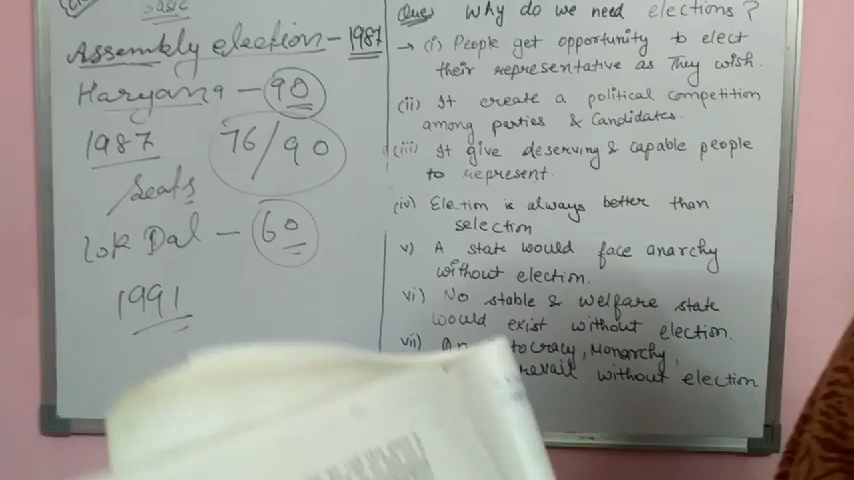 Assembly election - 1987
Haryana - 90
1987 76/90
Seats
Lok Dal - 60
1991
Ques Why do we need elections?
→ (i) People get opportunity to elect
their representative as They wish.
(ii) It create a political competition
among parties & Candidates.
(iii) It give deserving & capable people
to represent.
(iv) Election is always better than
selection
v) A state would face anarchy
without election.
vi) No stable & welfare state
would exist without election.
vii) tocracy, Monarchy,
without election